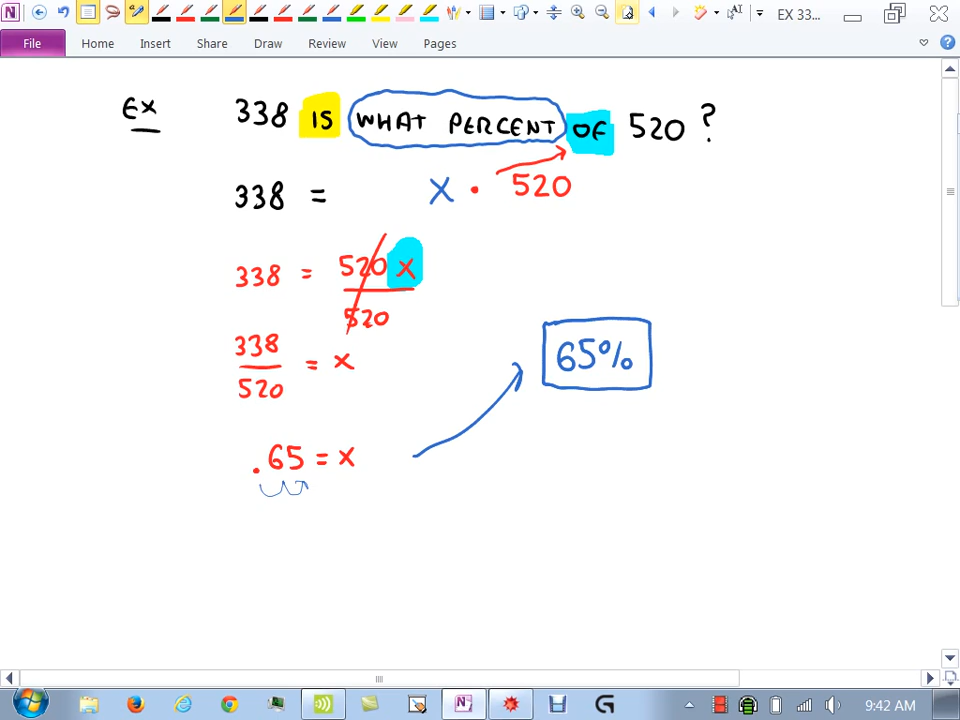 EX 33...
File Home Insert Share Draw Review View Pages
EX 338 IS WHAT PERCENT OF 520 ?
338 = X · 520
338 = 520 X
520
338
520
= X
65%
.65 = X
9:42 AM